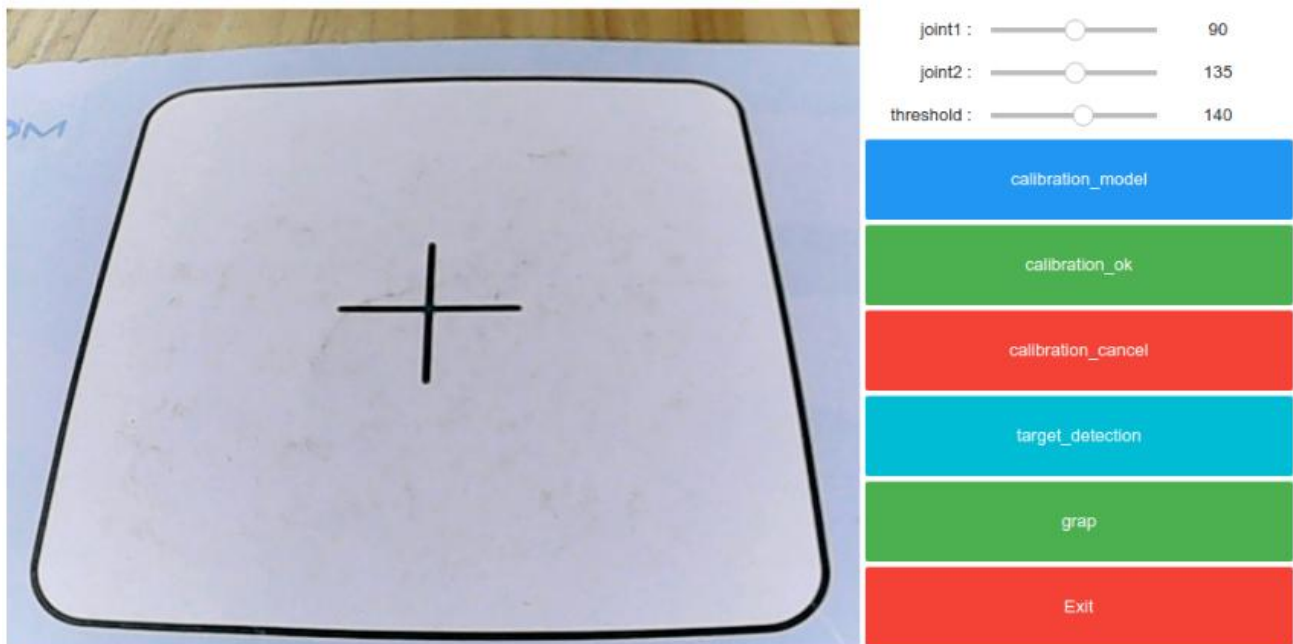 joint1 : 90
joint2 : 135
threshold : 140
calibration_model
calibration_ok
calibration_cancel
target_detection
grap
Exit